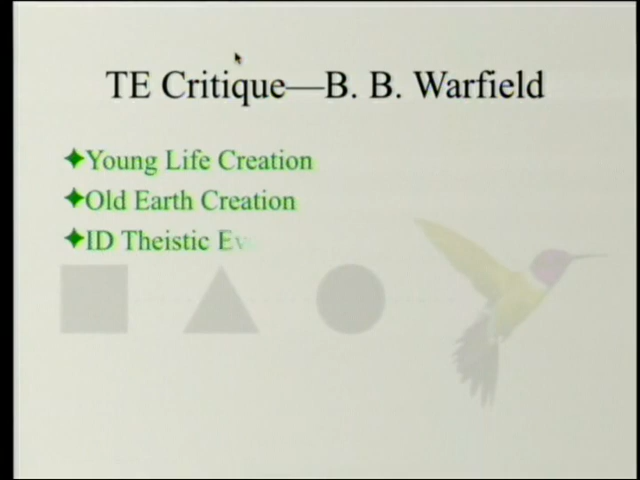 TE Critique—B. B. Warfield
Young Life Creation
Old Earth Creation
ID Theistic